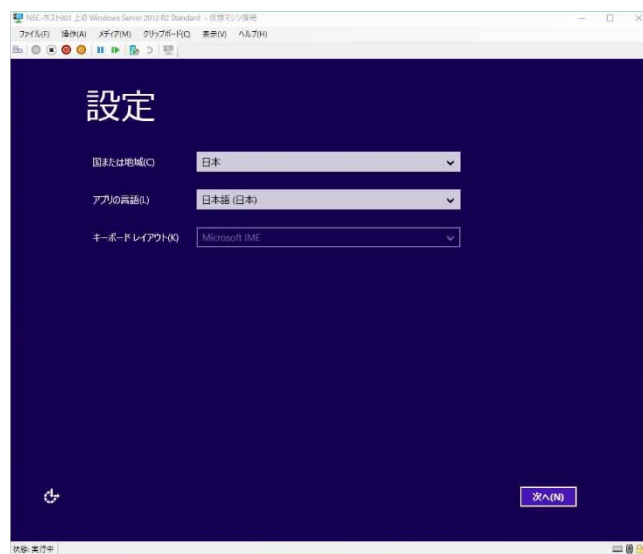 NEC-ホスト001 上の Windows Server 2012 R2 Standard - 仮想マシン接続
ファイル(F) 操作(A) メディア(M) クリップボード(C) 表示(V) ヘルプ(H)
設定
国または地域(C) 日本
アプリの言語(L) 日本語 (日本)
キーボード レイアウト(K) Microsoft IME
次へ(N)
状態: 実行中